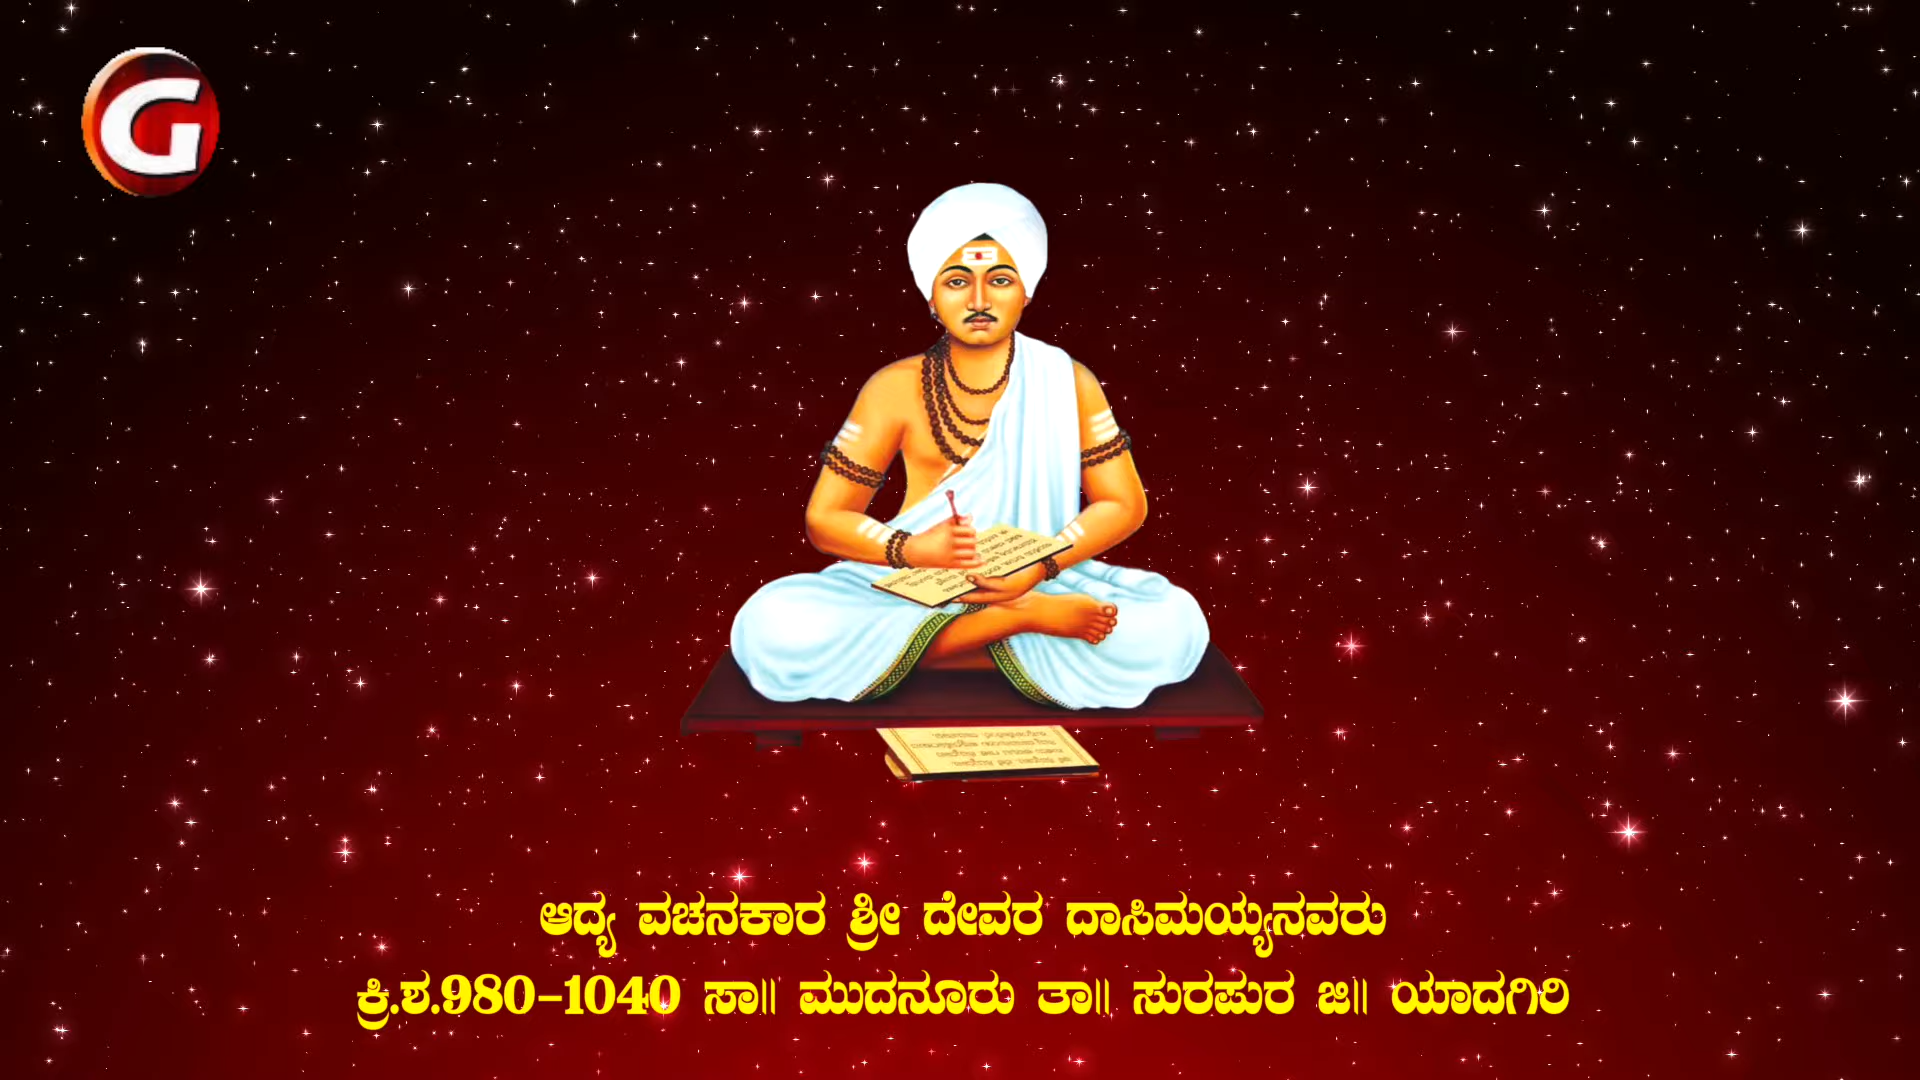 G
ಆದ್ಯ ವಚನಕಾರ ಶ್ರೀ ದೇವರ ದಾಸಿಮಯ್ಯನವರು
ಕ್ರಿ.ಶ.980-1040 ಸಾ॥ ಮುದನೂರು ತಾ॥ ಸುರಪುರ ಜಿ॥ ಯಾದಗಿರಿ